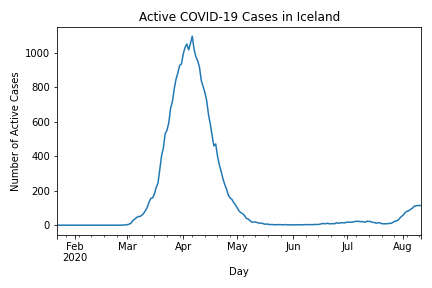 Active COVID-19 Cases in Iceland
Number of Active Cases
1000
800
600
400
200
0
Feb Mar Apr May Jun Jul Aug
2020
Day